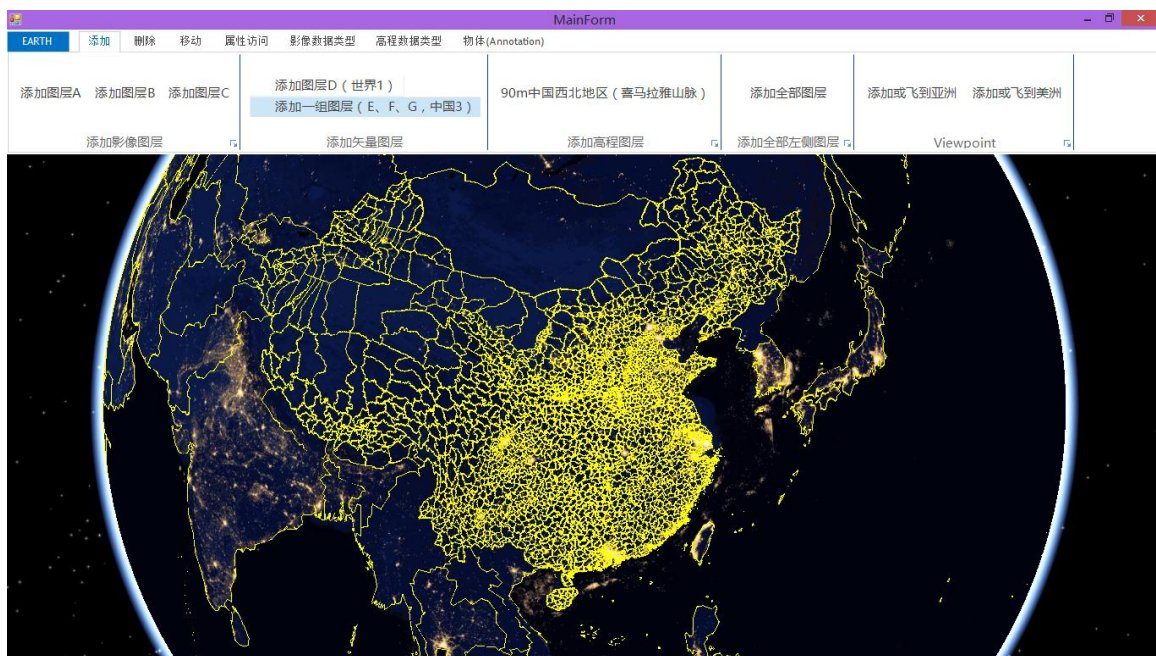 MainForm
EARTH 添加 删除 移动 属性访问 影像数据类型 高程数据类型 物体(Annotation)
添加图层A 添加图层B 添加图层C
添加图层D（世界1）
添加一组图层（E、F、G，中国3）
90m中国西北地区（喜马拉雅山脉）
添加全部图层
添加或飞到亚洲 添加或飞到美洲
添加影像图层 添加矢量图层 添加高程图层 添加全部左侧图层 Viewpoint